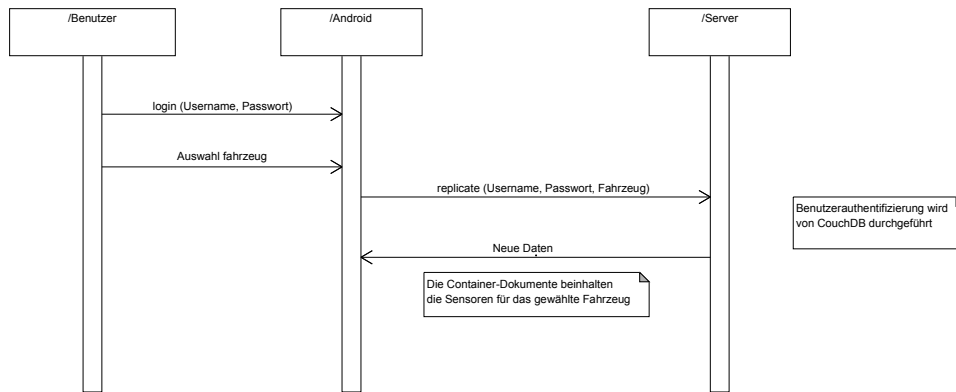 /Benutzer
/Android
/Server
login (Username, Passwort)
Auswahl fahrzeug
replicate (Username, Passwort, Fahrzeug)
Benutzerauthentifizierung wird
von CouchDB durchgeführt
Neue Daten
Die Container-Dokumente beinhalten
die Sensoren für das gewählte Fahrzeug